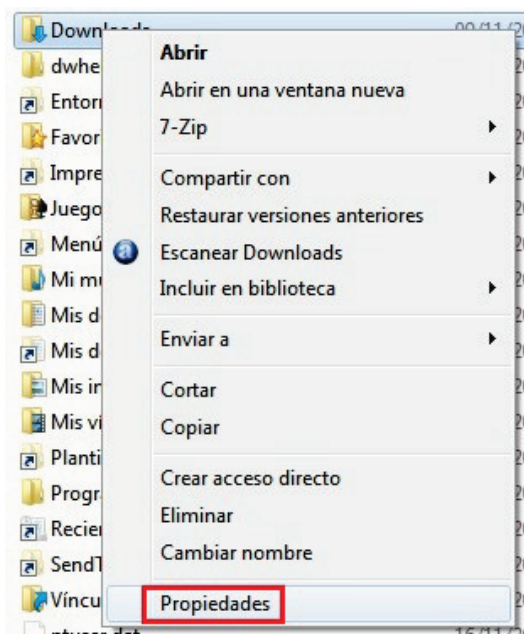 Downloads
Abrir
Abrir en una ventana nueva
7-Zip
Compartir con
Restaurar versiones anteriores
Escanear Downloads
Incluir en biblioteca
Enviar a
Cortar
Copiar
Crear acceso directo
Eliminar
Cambiar nombre
Propiedades
dwhe
Entor
Favor
Impre
Juego
Menú
Mi m
Mis d
Mis d
Mis i
Mis vi
Planti
Progr
Recie
SendT
Víncu